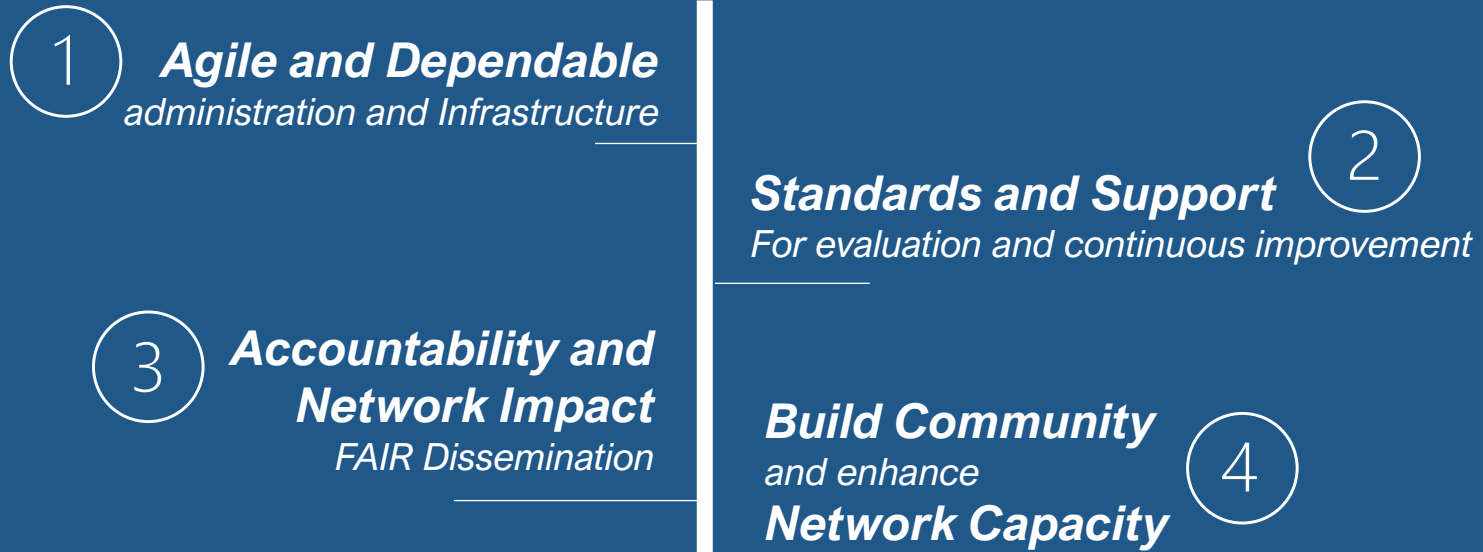 1
Agile and Dependable
administration and Infrastructure
2
Standards and Support
For evaluation and continuous improvement
3
Accountability and
Network Impact
FAIR Dissemination
4
Build Community
and enhance
Network Capacity